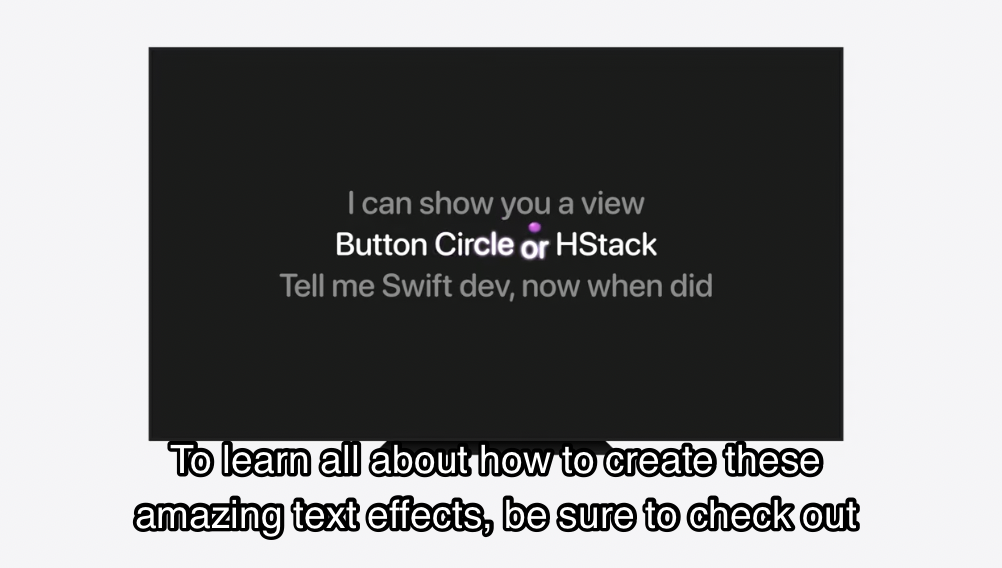 I can show you a view
Button Circle or HStack
Tell me Swift dev, now when did
To learn all about how to create these
amazing text effects, be sure to check out